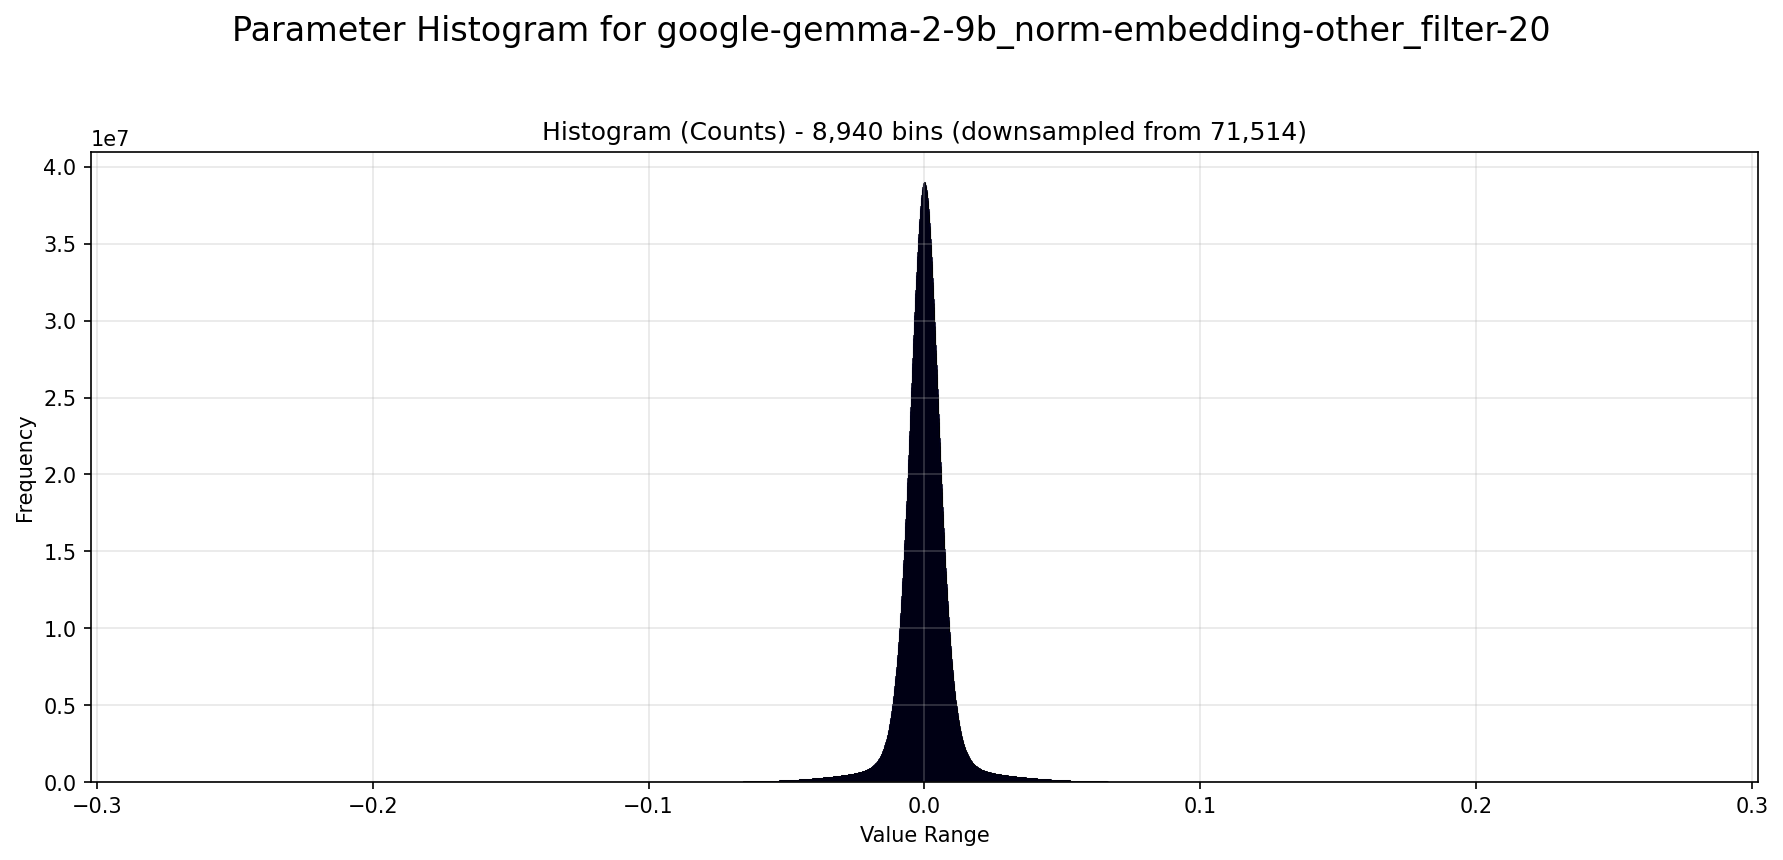 Parameter Histogram for google-gemma-2-9b_norm-embedding-other_filter-20
Histogram (Counts) - 8,940 bins (downsampled from 71,514)
1e7
4.0
3.5
3.0
2.5
2.0
1.5
1.0
0.5
0.0
Frequency
−0.3 −0.2 −0.1 0.0 0.1 0.2 0.3
Value Range